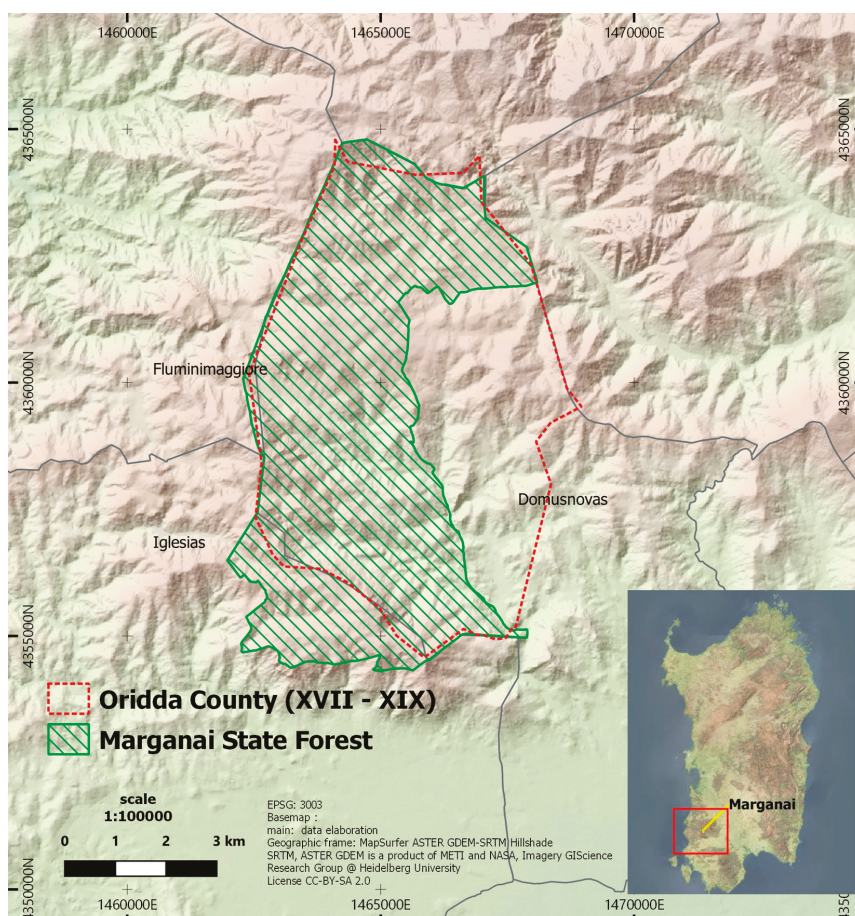 1460000E 1465000E 1470000E
4365000N 4365000N
Fluminimaggiore
4360000N 4360000N
Domusnovas
Iglesias
4355000N 4355000N
Oridda County (XVII - XIX)
Marganai State Forest
Marganai
scale
1:100000
0 1 2 3 km
EPSG: 3003
Basemap :
main: data elaboration
Geographic frame: MapSurfer ASTER GDEM-SRTM Hillshade
SRTM, ASTER GDEM is a product of METI and NASA, Imagery GIScience
Research Group @ Heidelberg University
License CC-BY-SA 2.0
1460000E 1465000E 1470000E